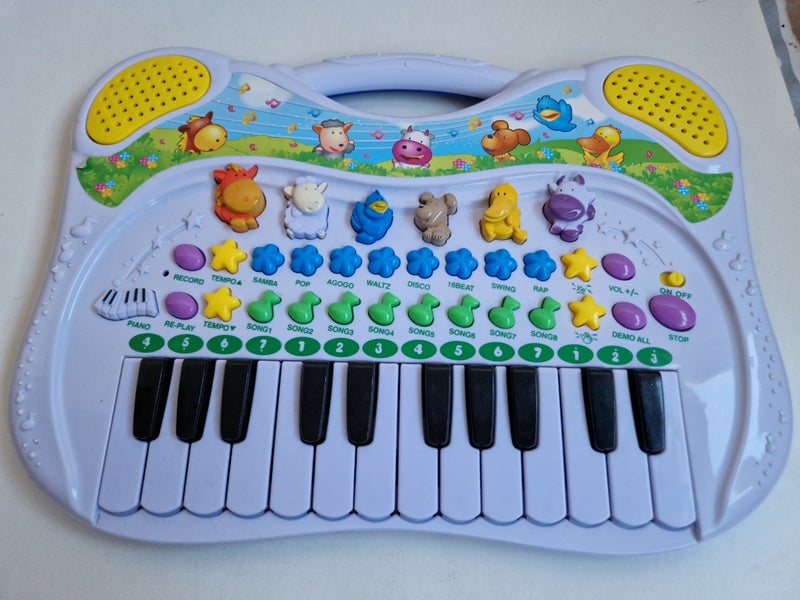 RECORD TEMPO▲ SAMBA POP AGOGO WALTZ DISCO 16BEAT SWING RAP VOL +/- ON OFF
PIANO RE-PLAY TEMPO▼ SONG1 SONG2 SONG3 SONG4 SONG5 SONG6 SONG7 SONG8 DEMO ALL STOP
4 5 6 7 1 2 3 4 5 6 7 1 2 3